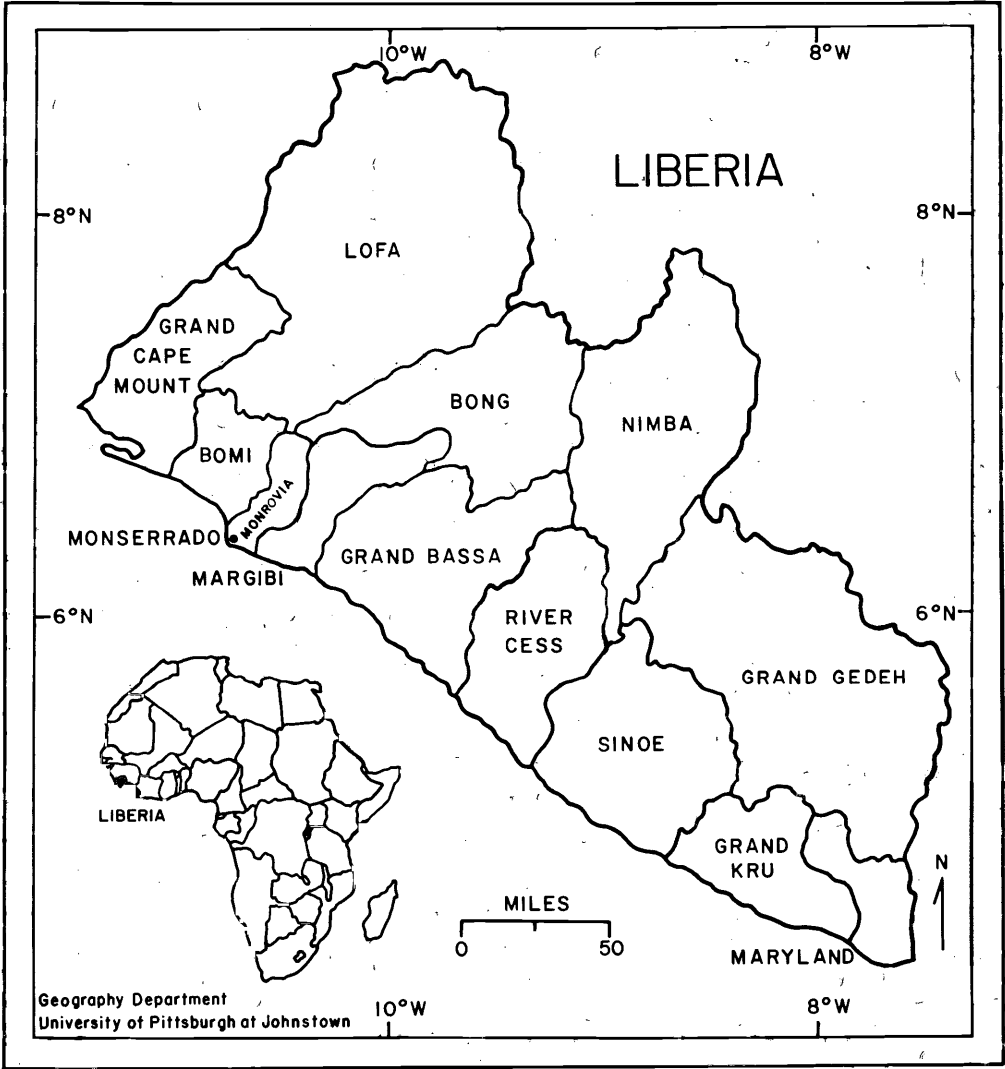 10°W
8°W
LIBERIA
8°N
8°N
LOFA
GRAND
CAPE
MOUNT
BONG
NIMBA
BOMI
MONROVIA
MONSERRADO
GRAND BASSA
MARGIBI
6°N
RIVER
CESS
6°N
GRAND GEDEH
SINOE
LIBERIA
GRAND
KRU
N
MILES
0
50
MARYLAND
Geography Department
University of Pittsburgh at Johnstown
10°W
8°W